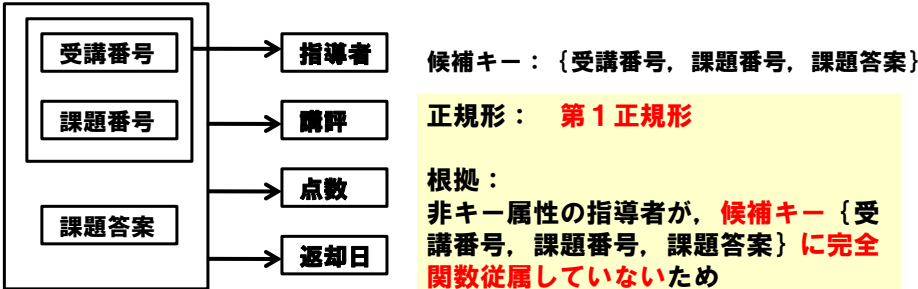 受講番号
指導者
課題番号
講評
点数
課題答案
返却日
候補キー：｛受講番号，課題番号，課題答案｝
正規形：　第１正規形
根拠：
非キー属性の指導者が，候補キー｛受
講番号，課題番号，課題答案｝に完全
関数従属していないため